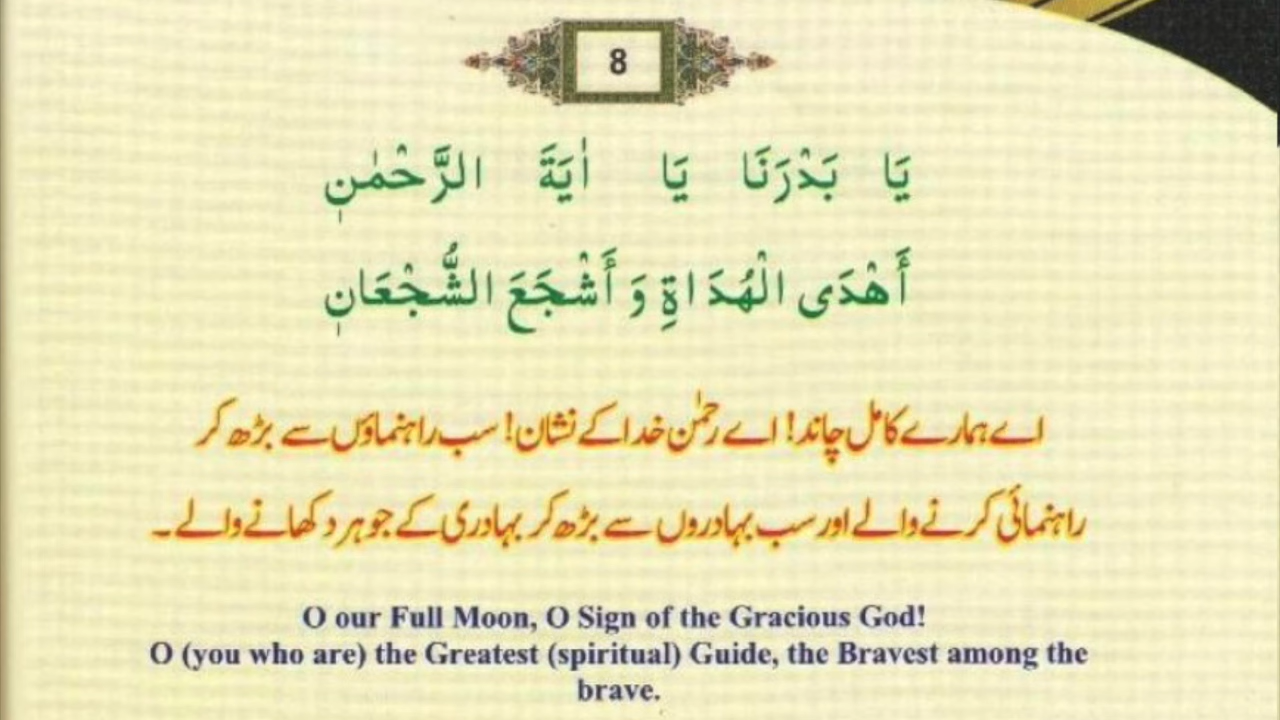 8
يَا بَدْرَنَا يَا اٰيَةَ الرَّحْمٰنِ
أَهْدَى الْهُدَاةِ وَ أَشْجَعَ الشُّجْعَانِ
اے ہمارے کامل چاند! اے رحمٰن خدا کے نشان! سب راہنماؤں سے بڑھ کر
راہنمائی کرنے والے اور سب بہادروں سے بڑھ کر بہادری کے جوہر دکھانے والے۔
O our Full Moon, O Sign of the Gracious God!
O (you who are) the Greatest (spiritual) Guide, the Bravest among the
brave.